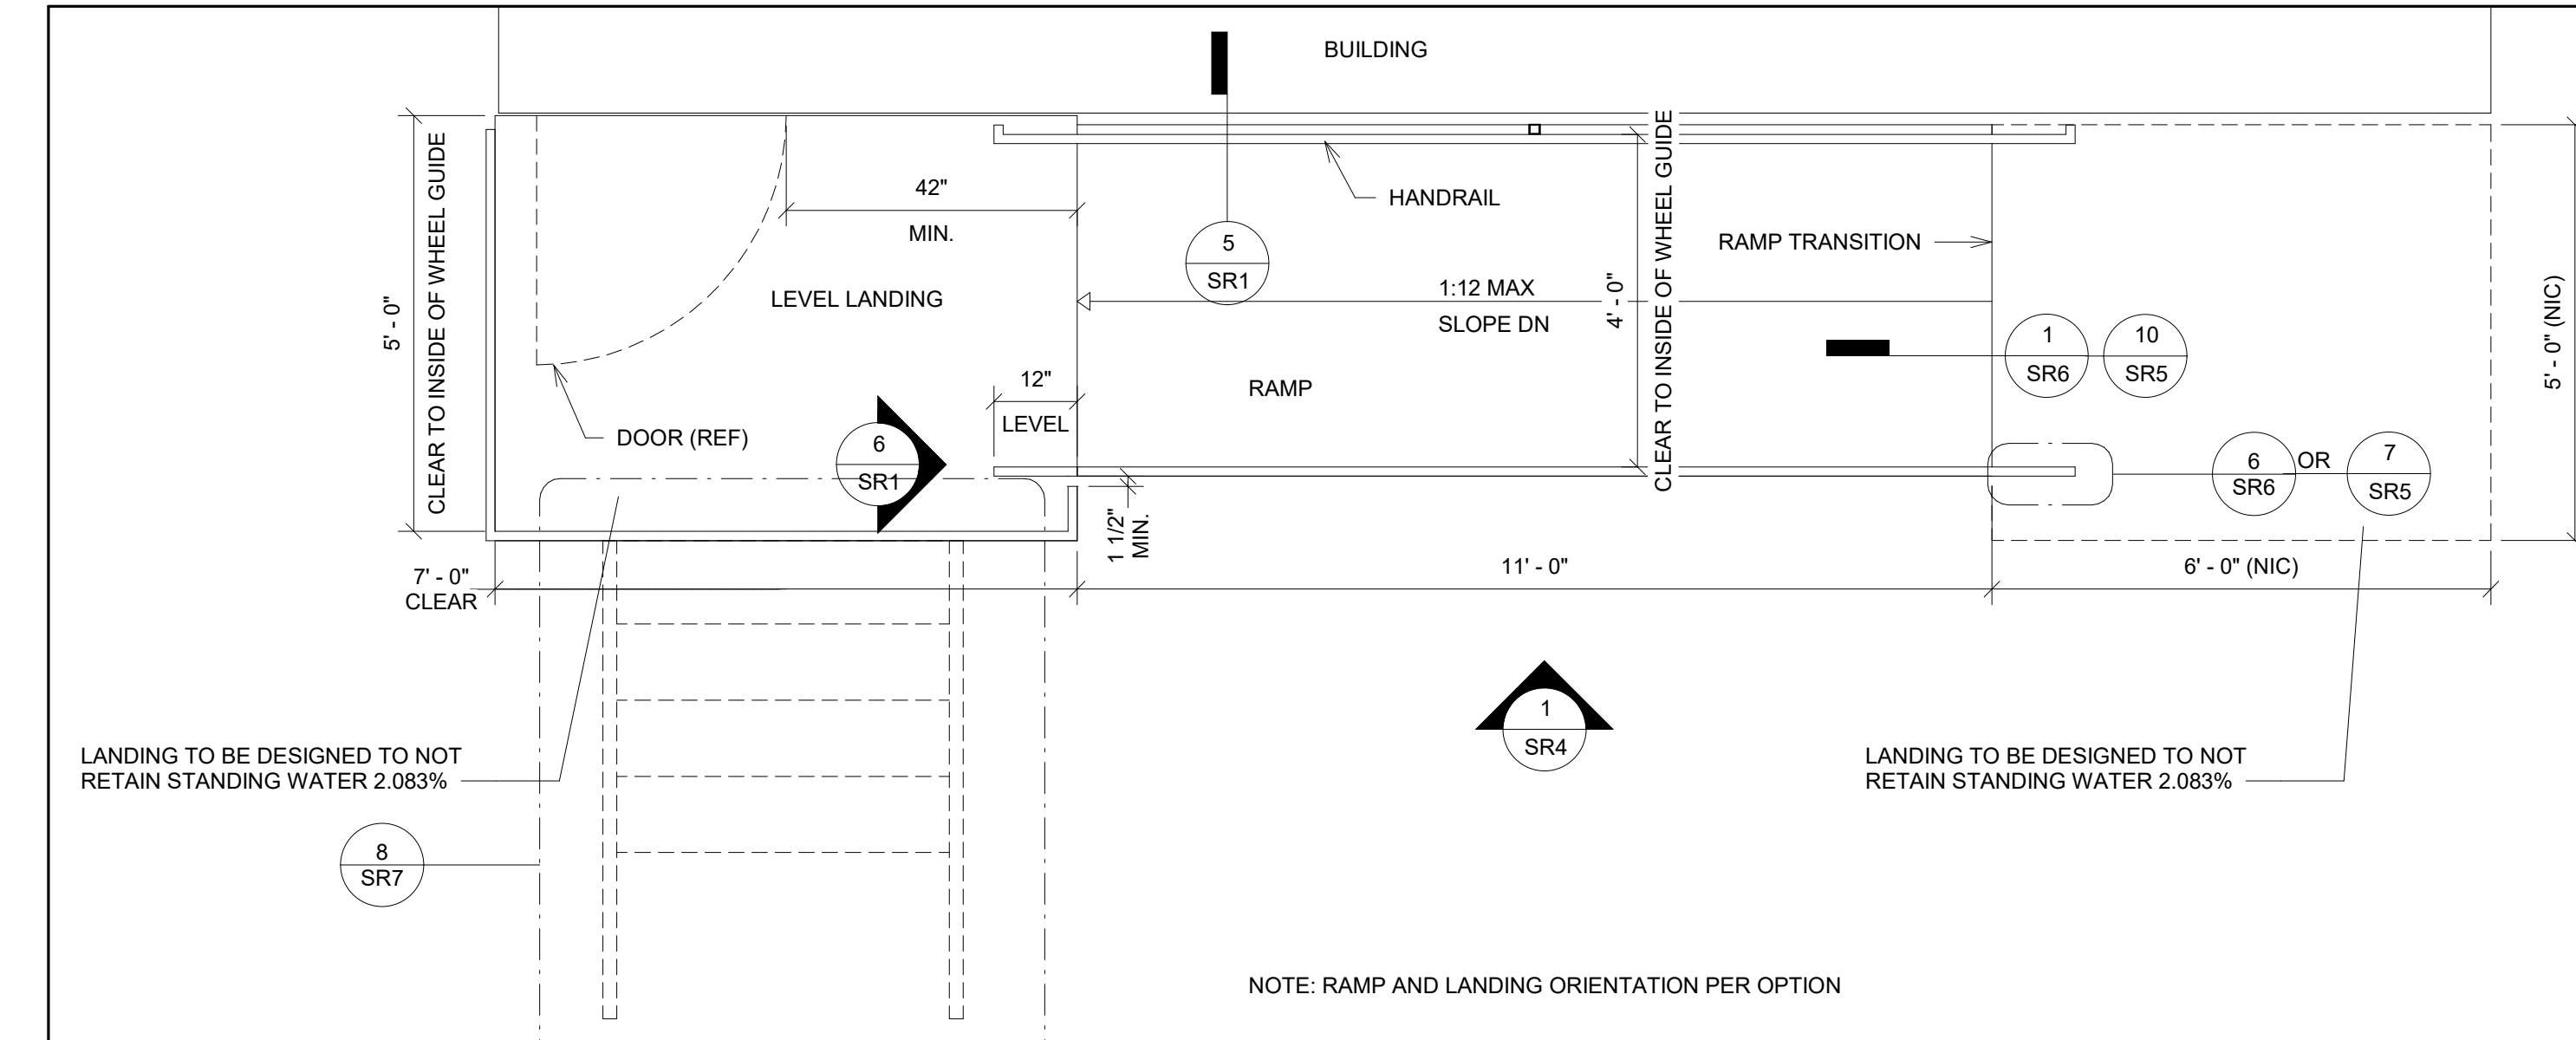 BUILDING
CLEAR TO INSIDE OF WHEEL GUIDE
5' - 0"
42"
MIN.
LEVEL LANDING
DOOR (REF)
12"
LEVEL
6
SR1
5
SR1
HANDRAIL
1:12 MAX
SLOPE DN
RAMP
4' - 0"
CLEAR TO INSIDE OF WHEEL GUIDE
RAMP TRANSITION
1
SR6
10
SR5
6
SR6
OR
7
SR5
5' - 0" (NIC)
1 1/2"
MIN.
7' - 0"
CLEAR
11' - 0"
6' - 0" (NIC)
LANDING TO BE DESIGNED TO NOT
RETAIN STANDING WATER 2.083%
8
SR7
1
SR4
LANDING TO BE DESIGNED TO NOT
RETAIN STANDING WATER 2.083%
NOTE: RAMP AND LANDING ORIENTATION PER OPTION